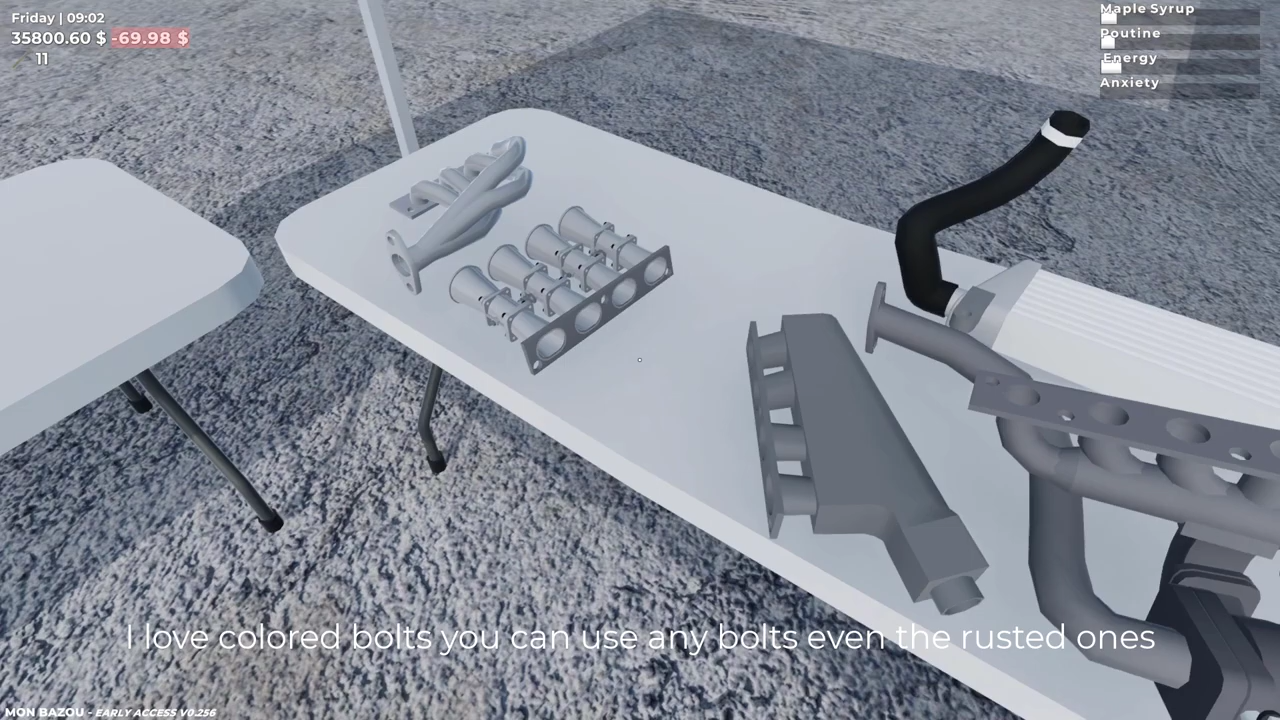 Friday | 09:02
35800.60 $ -69.98 $
11
Maple Syrup
Poutine
Energy
Anxiety
I love colored bolts you can use any bolts even the rusted ones
MON BAZOU - EARLY ACCESS V0.256